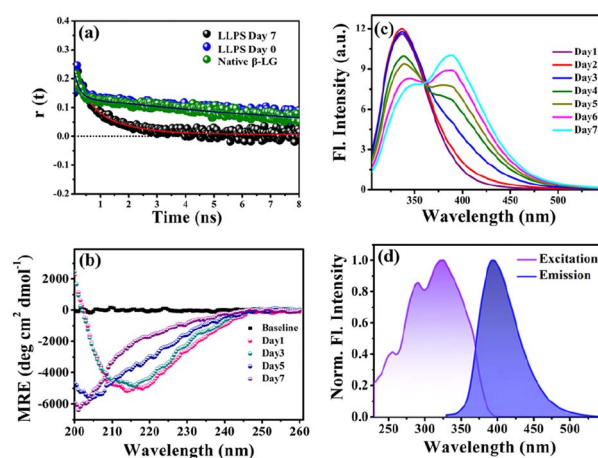 (a)
LLPS Day 7
LLPS Day 0
Native β-LG
r (t)
0.4
0.3
0.2
0.1
0.0
-0.1
-0.2
1 2 3 4 5 6 7 8
Time (ns)
(c)
Day1
Day2
Day3
Day4
Day5
Day6
Day7
Fl. Intensity (a.u.)
12
9
6
3
0
350 400 450 500
Wavelength (nm)
(b)
Baseline
Day1
Day3
Day5
Day7
MRE (deg cm² dmol⁻¹)
2000
0
-2000
-4000
-6000
200 210 220 230 240 250 260
Wavelength (nm)
(d)
Excitation
Emission
Norm. Fl. Intensity
1.0
0.8
0.6
0.4
0.2
0.0
250 300 350 400 450 500
Wavelength (nm)